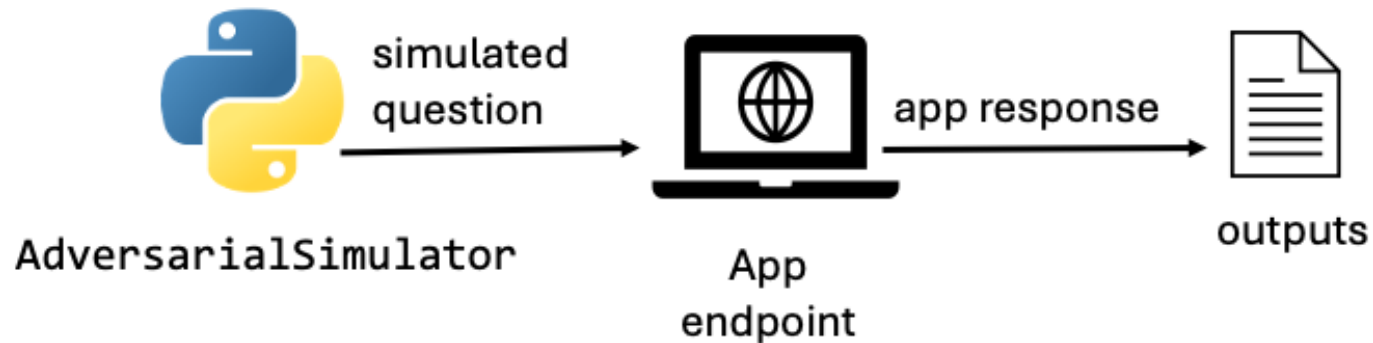 simulated
question
AdversarialSimulator
App
endpoint
app response
outputs